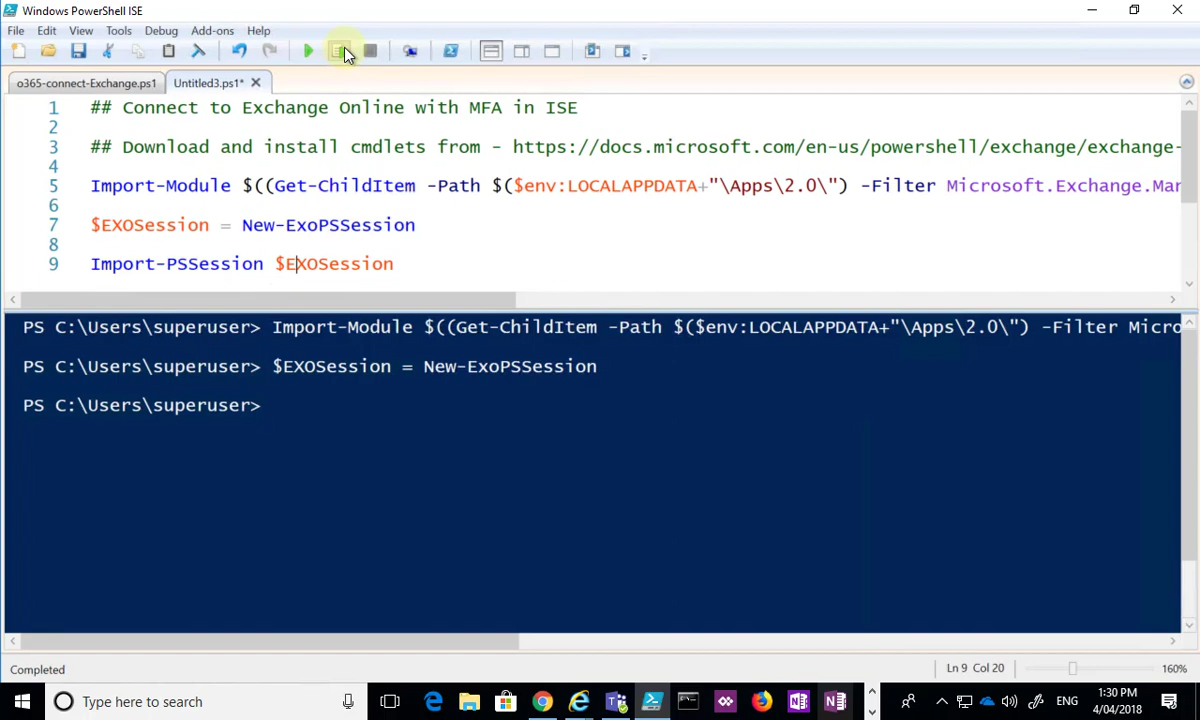 Windows PowerShell ISE
File Edit View Tools Debug Add-ons Help
o365-connect-Exchange.ps1 Untitled3.ps1*
1 ## Connect to Exchange Online with MFA in ISE
2
3 ## Download and install cmdlets from - https://docs.microsoft.com/en-us/powershell/exchange/exchange-
4
5 Import-Module $((Get-ChildItem -Path $($env:LOCALAPPDATA+"\Apps\2.0\") -Filter Microsoft.Exchange.Mar
6
7 $EXOSession = New-ExoPSSession
8
9 Import-PSSession $EXOSession
PS C:\Users\superuser> Import-Module $((Get-ChildItem -Path $($env:LOCALAPPDATA+"\Apps\2.0\") -Filter Micro
PS C:\Users\superuser> $EXOSession = New-ExoPSSession
PS C:\Users\superuser>
Completed Ln 9 Col 20 160%
Type here to search ENG 1:30 PM
4/04/2018